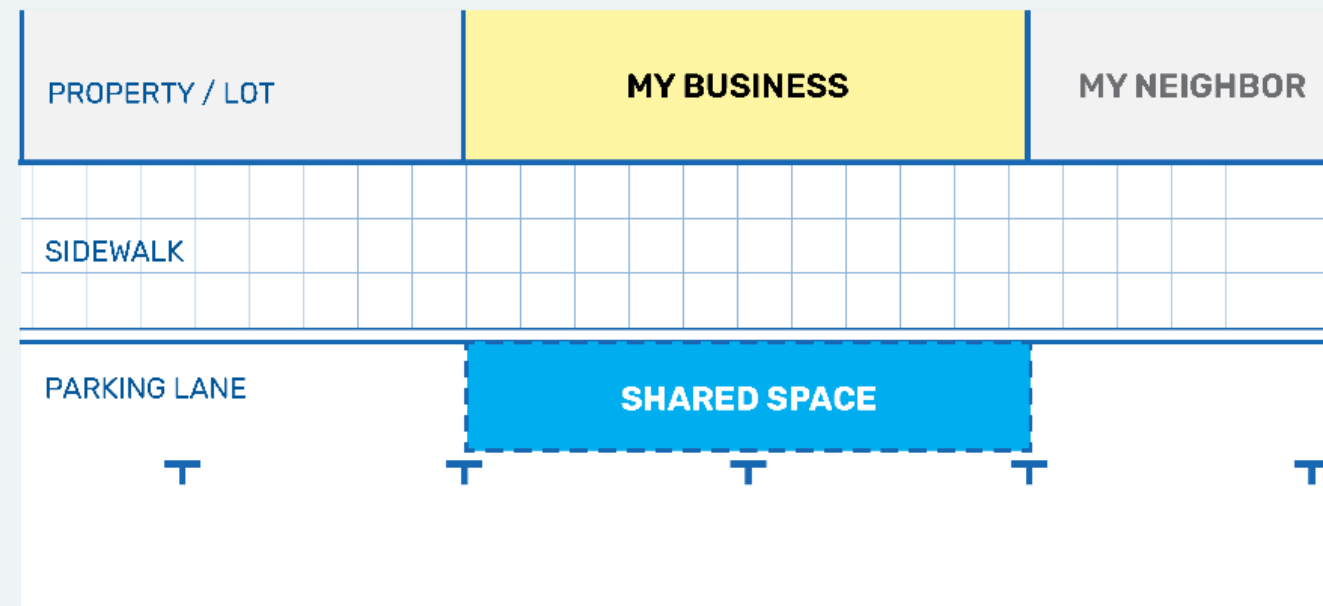 PROPERTY / LOT
MY BUSINESS
MY NEIGHBOR
SIDEWALK
PARKING LANE
SHARED SPACE